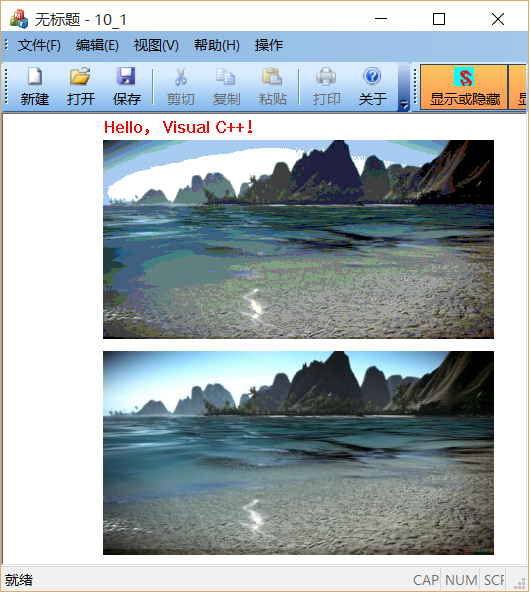 无标题 - 10_1
文件(F) 编辑(E) 视图(V) 帮助(H) 操作
新建 打开 保存 剪切 复制 粘贴 打印 关于 显示或隐藏
Hello, Visual C++!
就绪 CAP NUM SCF